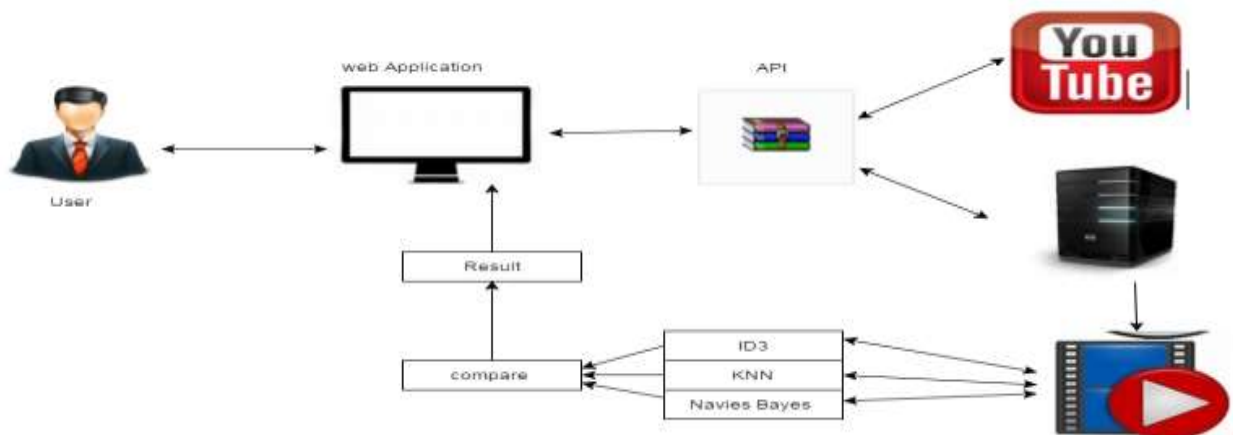 web Application
API
You
Tube
User
Result
ID3
compare
KNN
Navies Bayes